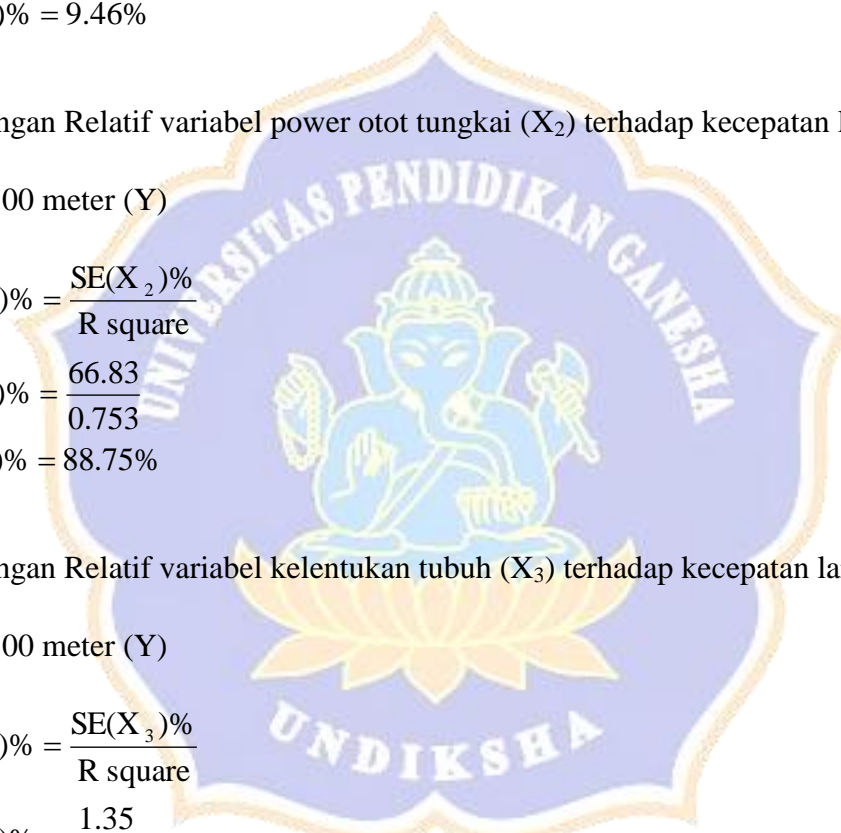 )% = 9.46%
ngan Relatif variabel power otot tungkai (X₂) terhadap kecepatan
00 meter (Y)
)% = SE(X ₂)% / R square
)% = 66.83 / 0.753
)% = 88.75%
ngan Relatif variabel kelentukan tubuh (X₃) terhadap kecepatan la
00 meter (Y)
)% = SE(X ₃)% / R square
1.35
UNIVERSITAS PENDIDIKAN GANESHA
UNDIKSHA